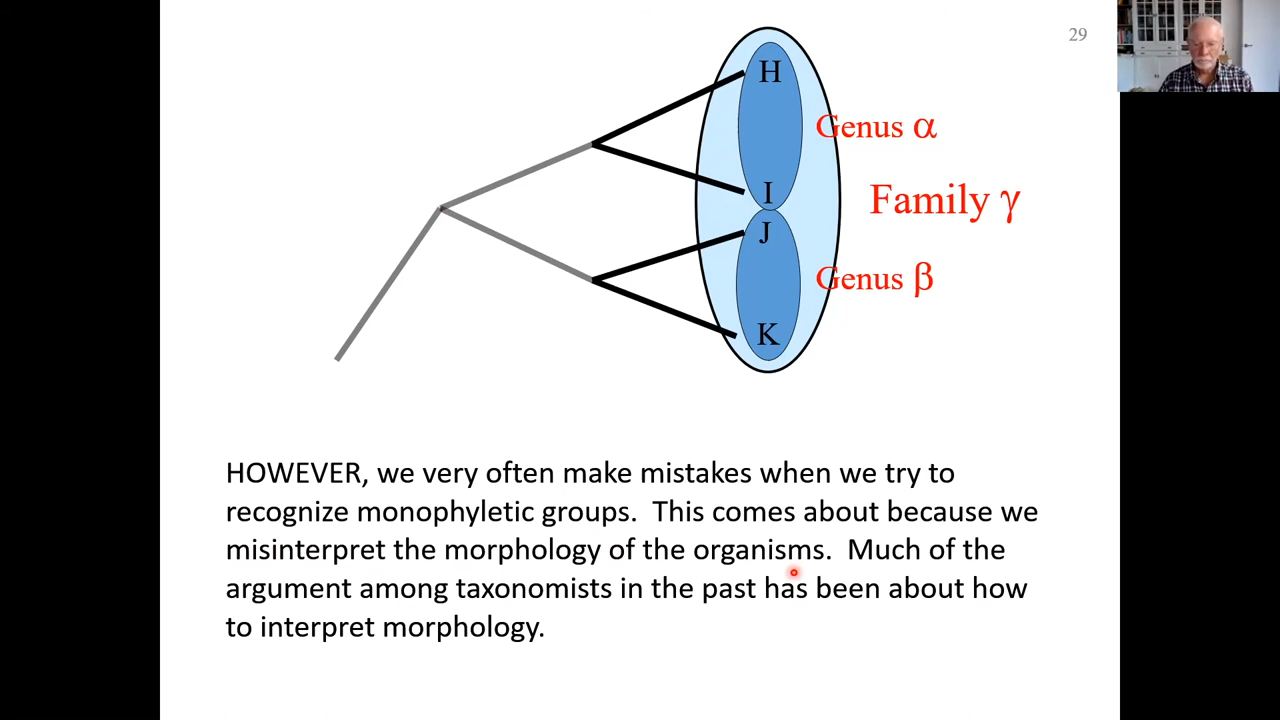 29
H
Genus α
I
Family γ
J
Genus β
K
HOWEVER, we very often make mistakes when we try to
recognize monophyletic groups.  This comes about because we
misinterpret the morphology of the organisms.  Much of the
argument among taxonomists in the past has been about how
to interpret morphology.